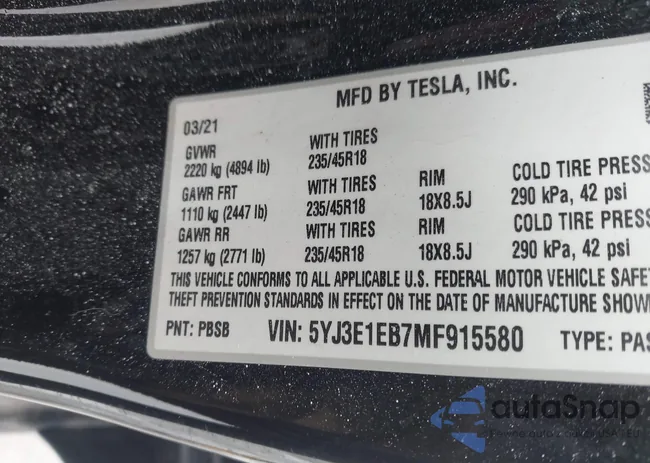 MFD BY TESLA, INC.
03/21
GVWR WITH TIRES
2220 kg (4894 lb) 235/45R18
GAWR FRT WITH TIRES RIM COLD TIRE PRESS
1110 kg (2447 lb) 235/45R18 18X8.5J 290 kPa, 42 psi
GAWR RR WITH TIRES RIM COLD TIRE PRESS
1257 kg (2771 lb) 235/45R18 18X8.5J 290 kPa, 42 psi
THIS VEHICLE CONFORMS TO ALL APPLICABLE U.S. FEDERAL MOTOR VEHICLE SAFE
THEFT PREVENTION STANDARDS IN EFFECT ON THE DATE OF MANUFACTURE SHOW
PNT: PBSB VIN: 5YJ3E1EB7MF915580 TYPE: PAS
autaSnap